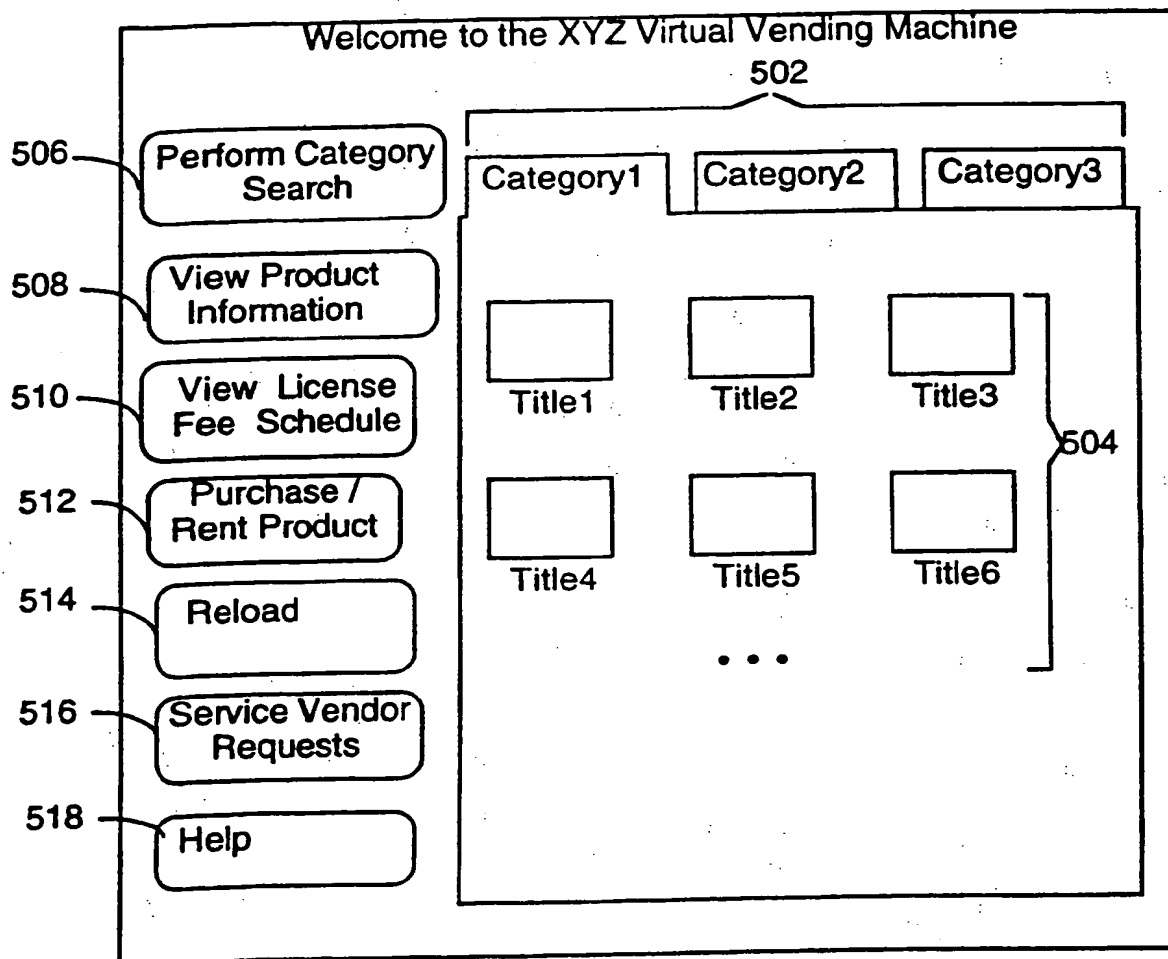 Welcome to the XYZ Virtual Vending Machine
502
506
Perform Category
Search
Category1
Category2
Category3
508
View Product
Information
510
View License
Fee Schedule
Title1
Title2
Title3
504
512
Purchase /
Rent Product
Title4
Title5
Title6
514
Reload
...
516
Service Vendor
Requests
518
Help